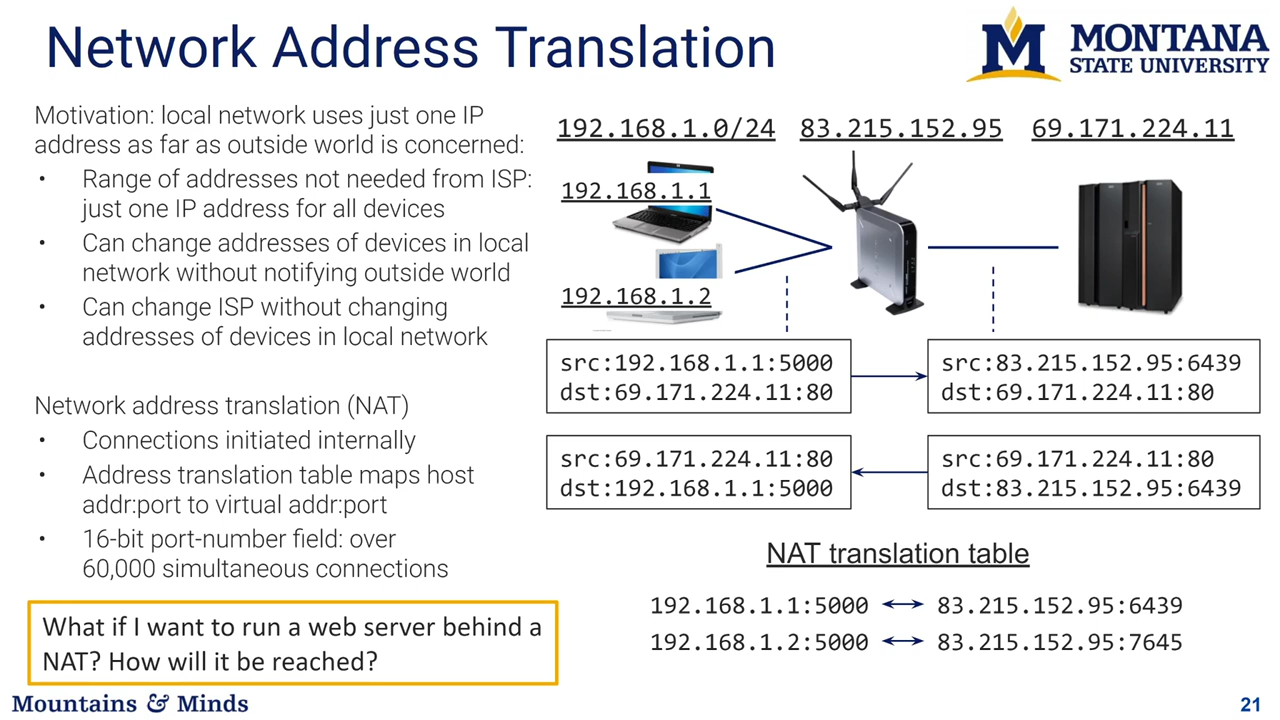 Network Address Translation
M MONTANA
STATE UNIVERSITY
Motivation: local network uses just one IP
address as far as outside world is concerned:
• Range of addresses not needed from ISP:
just one IP address for all devices
• Can change addresses of devices in local
network without notifying outside world
• Can change ISP without changing
addresses of devices in local network
Network address translation (NAT)
• Connections initiated internally
• Address translation table maps host
addr:port to virtual addr:port
• 16-bit port-number field: over
60,000 simultaneous connections
What if I want to run a web server behind a
NAT? How will it be reached?
192.168.1.0/24 83.215.152.95 69.171.224.11
192.168.1.1
192.168.1.2
src:192.168.1.1:5000
dst:69.171.224.11:80
src:83.215.152.95:6439
dst:69.171.224.11:80
src:69.171.224.11:80
dst:192.168.1.1:5000
src:69.171.224.11:80
dst:83.215.152.95:6439
NAT translation table
192.168.1.1:5000 ↔ 83.215.152.95:6439
192.168.1.2:5000 ↔ 83.215.152.95:7645
Mountains & Minds
21